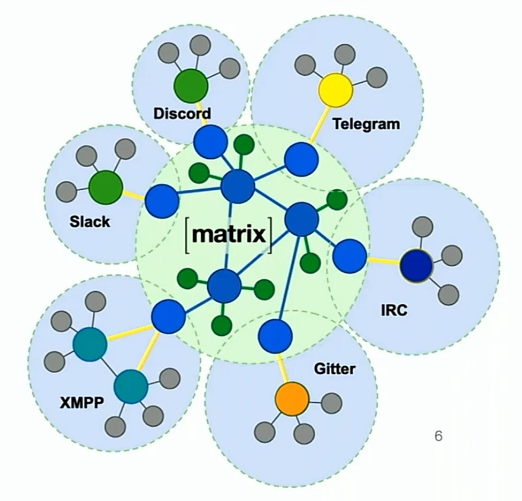 Discord
Telegram
Slack
[matrix]
IRC
Gitter
XMPP
6